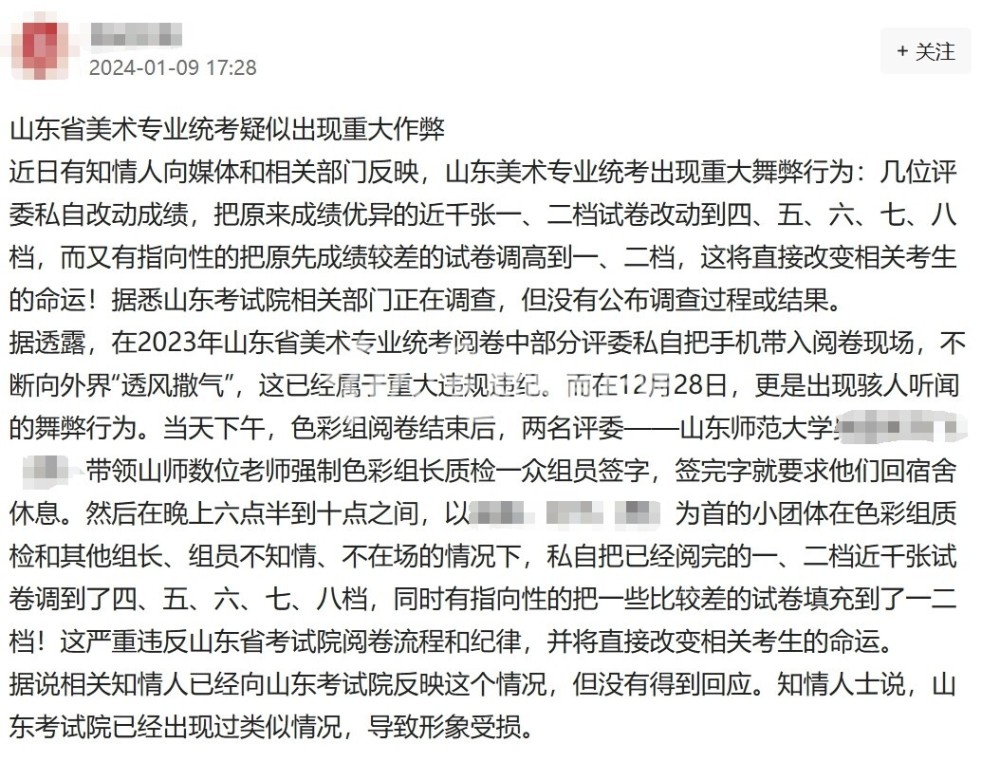 2024-01-09 17:28
+ 关注
山东省美术专业统考疑似出现重大作弊
近日有知情人向媒体和相关部门反映，山东美术专业统考出现重大舞弊行为：几位评
委私自改动成绩，把原来成绩优异的近千张一、二档试卷改动到四、五、六、七、八
档，而又有指向性的把原先成绩较差的试卷调高到一、二档，这将直接改变相关考生
的命运！据悉山东考试院相关部门正在调查，但没有公布调查过程或结果。
据透露，在2023年山东省美术专业统考阅卷中部分评委私自把手机带入阅卷现场，不
断向外界“透风撒气”，这已经属于重大违规违纪。而在12月28日，更是出现骇人听闻
的舞弊行为。当天下午，色彩组阅卷结束后，两名评委——山东师范大学
带领山师数位老师强制色彩组长质检一众组员签字，签完字就要求他们回宿舍
休息。然后在晚上六点半到十点之间，以 为首的小团体在色彩组质
检和其他组长、组员不知情、不在场的情况下，私自把已经阅完的一、二档近千张试
卷调到了四、五、六、七、八档，同时有指向性的把一些比较差的试卷填充到了一二
档！这严重违反山东省考试院阅卷流程和纪律，并将直接改变相关考生的命运。
据说相关知情人已经向山东考试院反映这个情况，但没有得到回应。知情人士说，山
东考试院已经出现过类似情况，导致形象受损。